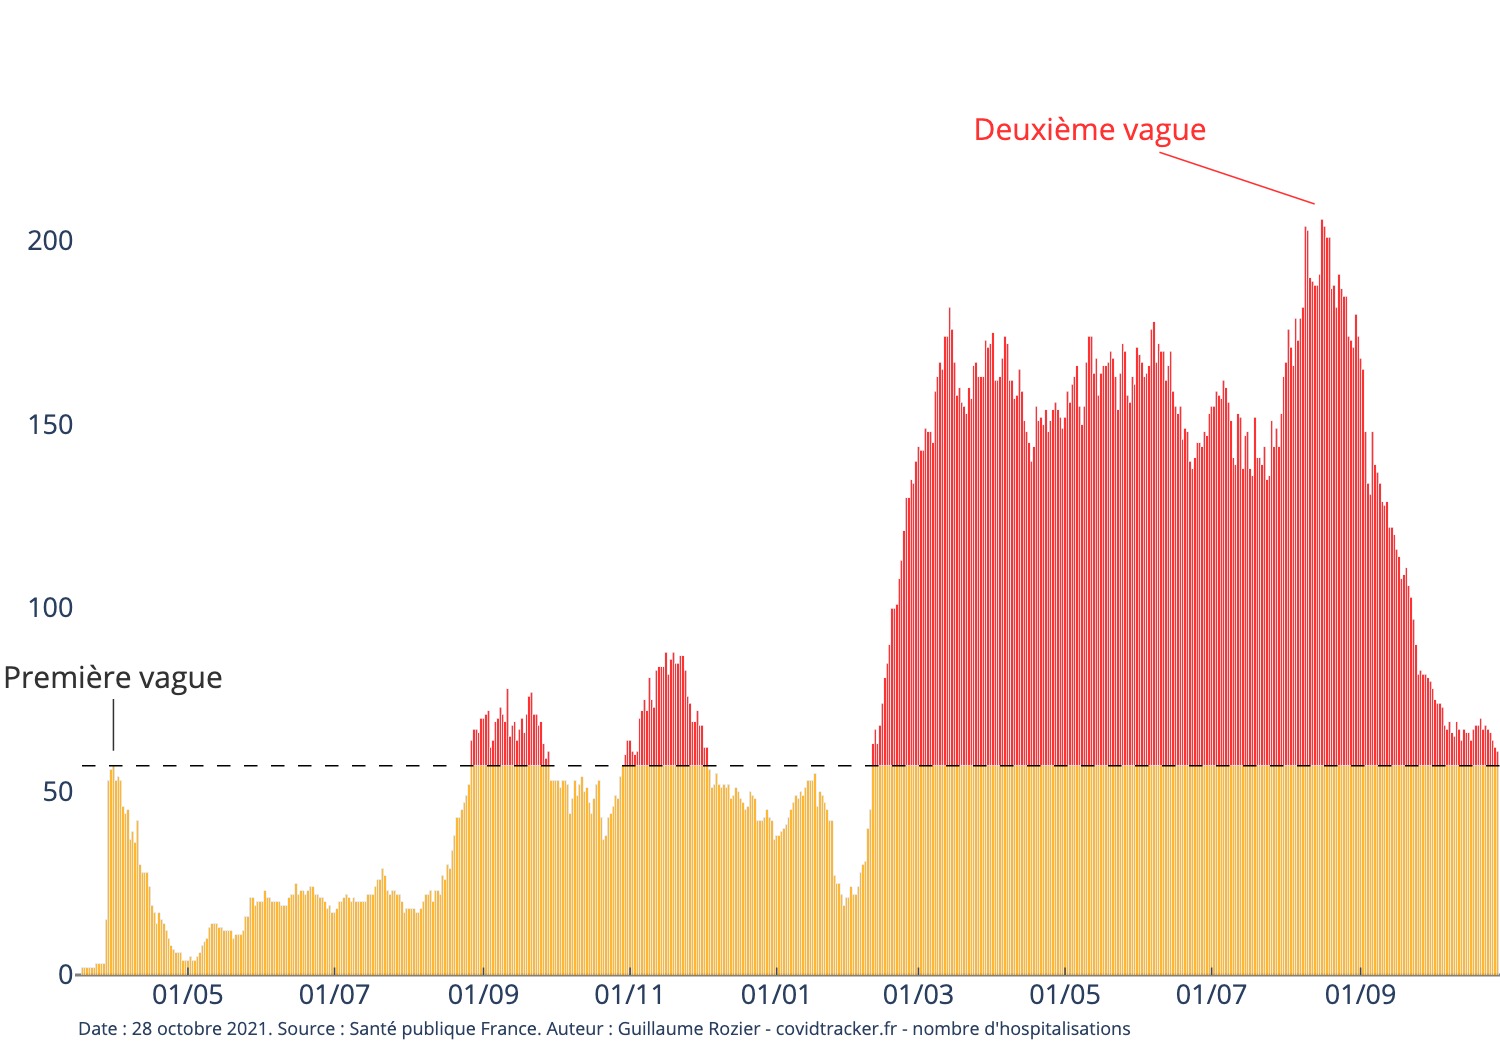 Deuxième vague
200
150
100
Première vague
50
0
01/05 01/07 01/09 01/11 01/01 01/03 01/05 01/07 01/09
Date : 28 octobre 2021. Source : Santé publique France. Auteur : Guillaume Rozier - covidtracker.fr - nombre d'hospitalisations